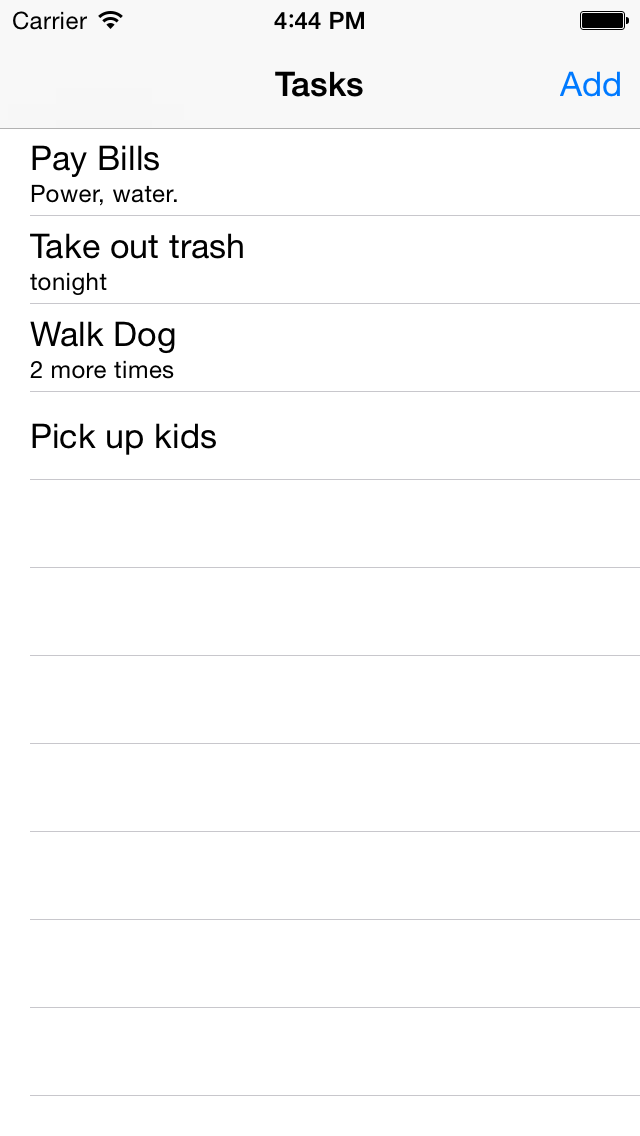 Carrier 4:44 PM
Tasks Add
Pay Bills
Power, water.
Take out trash
tonight
Walk Dog
2 more times
Pick up kids